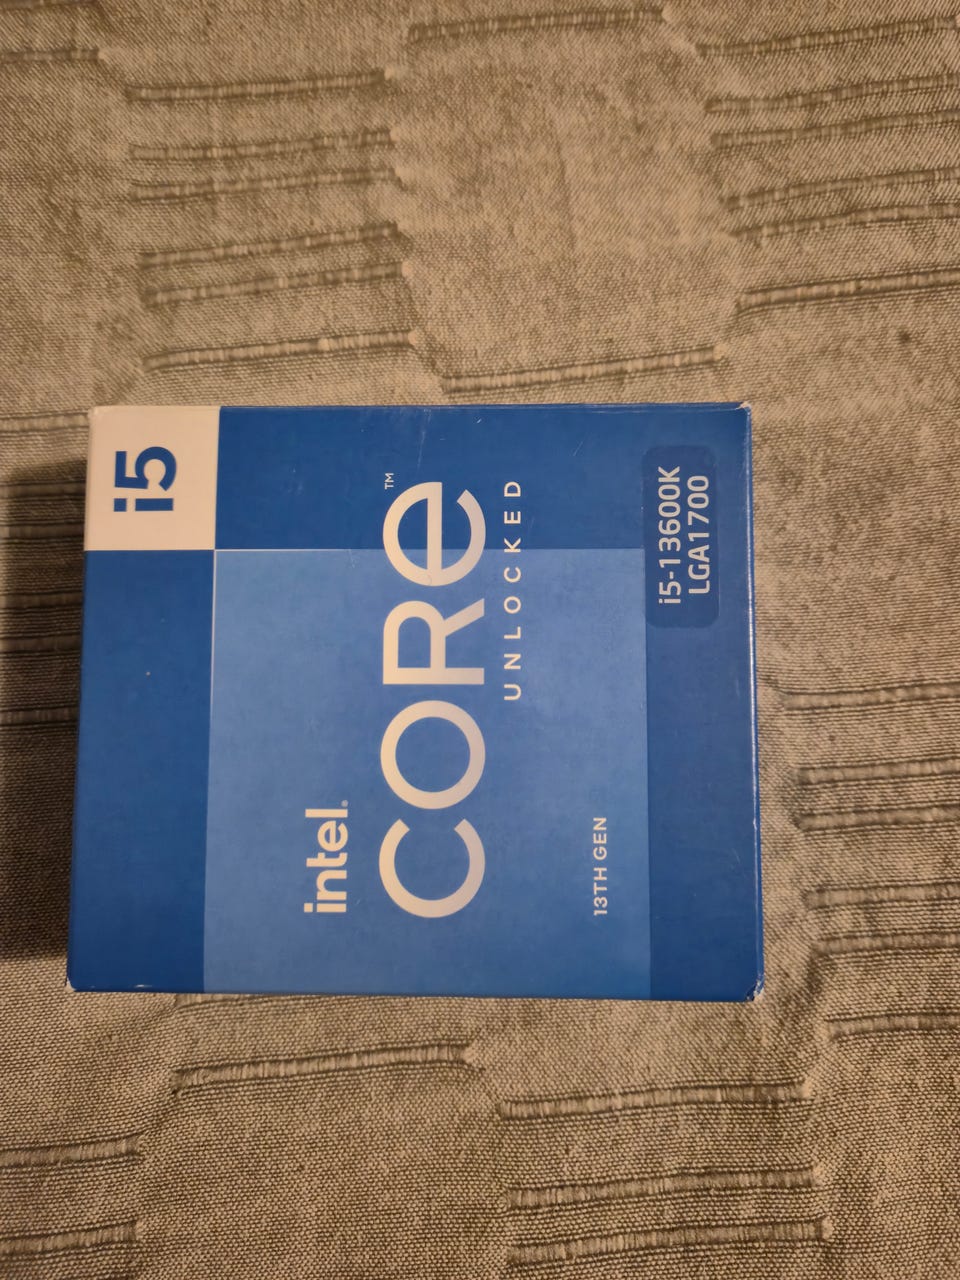 i5
intel.
CORe™
UNLOCKED
13TH GEN
i5-13600K
LGA1700